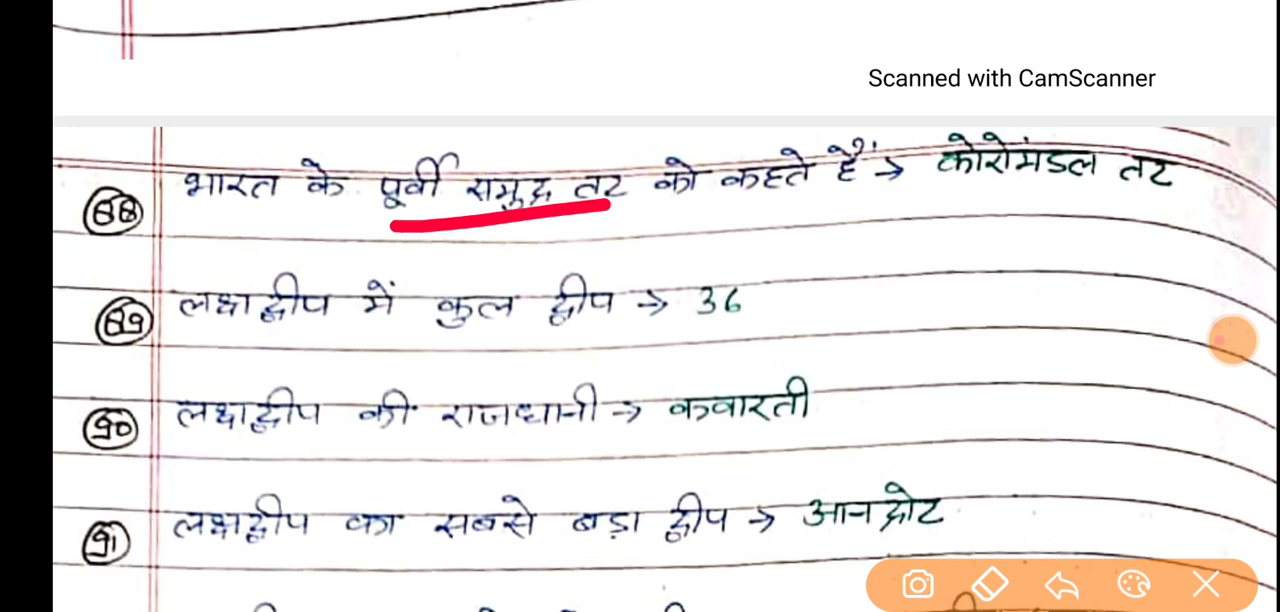 Scanned with CamScanner
88 भारत के पूर्वी समुद्र तट को कहते हैं → कोरोमंडल तट
89 लक्षद्वीप में कुल द्वीप → 36
90 लक्षद्वीप की राजधानी → कवारती
91 लक्षद्वीप का सबसे बड़ा द्वीप → आनद्रोट